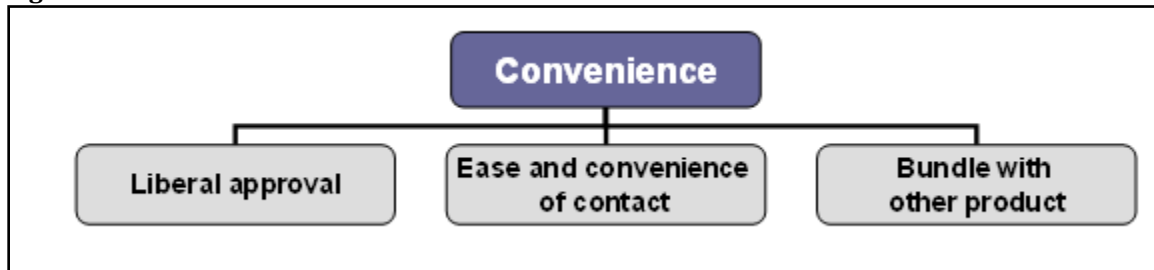 Convenience
Liberal approval
Ease and convenience
of contact
Bundle with
other product